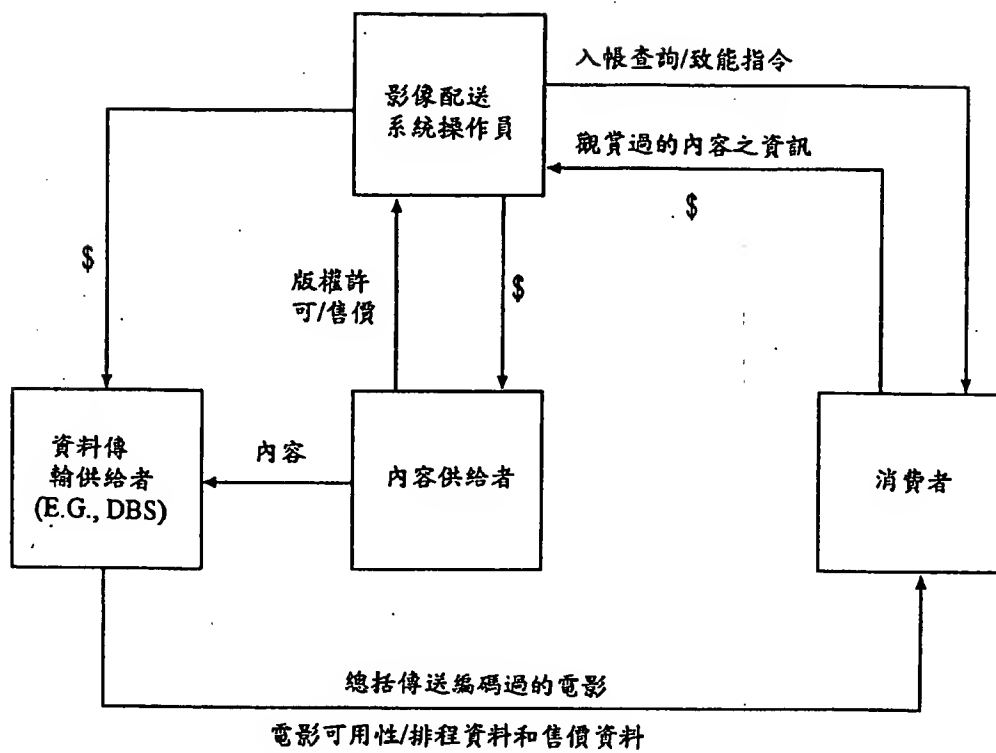 入帳查詢/致能指令
影像配送
系統操作員
觀賞過的內容之資訊
$
$
版權許
可/售價
$
資料傳
輸供給者
(E.G., DBS)
內容
內容供給者
消費者
總括傳送編碼過的電影
電影可用性/排程資料和售價資料